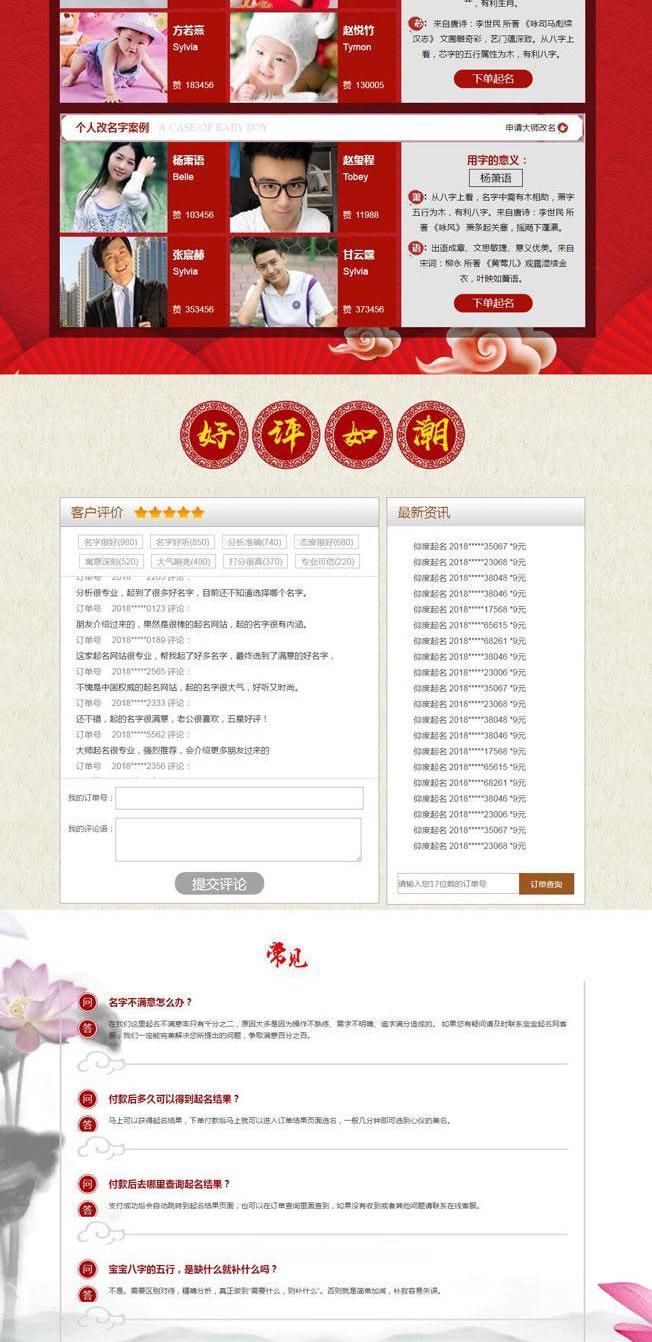 方若熹
Sylvia
赞 183456
赵悦竹
Tymon
赞 130005
，有利生肖。
芯：来自唐诗：李世民 所著 《咏司马彪续
汉志》 文圃雕奇彩，艺门蕴深致。从八字上
看，芯字的五行属性为木，有利八字。
下单起名
个人改名字案例 A CASE OF BABY BOY
申请大师改名
杨萧语
Belle
赞 103456
赵玺程
Tobey
赞 11988
张宸赫
Sylvia
赞 353456
甘云霆
Sylvia
赞 373456
用字的意义：
杨萧语
萧：从八字上看，名字中需有木相助，萧字
五行为木，有利八字。来自唐诗：李世民 所
著 《咏风》 萧条起关塞，摇飏下蓬瀛。
语：出语成章、文思敏捷、意义优美。来自
宋词：柳永 所著 《黄莺儿》观露湿缕金
衣，叶映如簧语。
下单起名
好评如潮
客户评价
名字很好(980) 名字好听(850) 分析准确(740) 态度很好(680)
寓意深刻(520) 大气响亮(490) 打分很高(370) 专业可信(220)
订单号 2018*****2203 评论：
分析很专业，起到了很多好名字，目前还不知道选择哪个名字。
订单号 2018*****0123 评论：
朋友介绍过来的，果然是很棒的起名网站，起的名字很有内涵。
订单号 2018*****0189 评论：
这家起名网站很专业，帮我起了好多名字，最终选到了满意的好名字，
订单号 2018*****2565 评论：
不愧是中国权威的起名网站，起的名字很大气，好听又时尚。
订单号 2018*****2333 评论：
还不错，起的名字很满意，老公很喜欢，五星好评！
订单号 2018*****5562 评论：
大师起名很专业，强烈推荐，会介绍更多朋友过来的
订单号 2018*****2356 评论：
我的订单号：
我的评论语：
提交评论
最新资讯
仰度起名 2018*****35067 *9元
仰度起名 2018*****23068 *9元
仰度起名 2018*****38048 *9元
仰度起名 2018*****38046 *9元
仰度起名 2018*****17568 *9元
仰度起名 2018*****65615 *9元
仰度起名 2018*****68261 *9元
仰度起名 2018*****38046 *9元
仰度起名 2018*****23006 *9元
仰度起名 2018*****35067 *9元
仰度起名 2018*****23068 *9元
仰度起名 2018*****38048 *9元
仰度起名 2018*****38046 *9元
仰度起名 2018*****17568 *9元
仰度起名 2018*****65615 *9元
仰度起名 2018*****68261 *9元
仰度起名 2018*****38046 *9元
仰度起名 2018*****23006 *9元
仰度起名 2018*****35067 *9元
仰度起名 2018*****23068 *9元
请输入您17位数的订单号
订单查询
常见
问 名字不满意怎么办？
答 在我们这里起名不满意率只有千分之二，原因大多是因为操作不熟练、需求不明确、追求满分造成的。 如果您有疑问请及时联系宝宝起名网客
服，我们一定能完美解决您所提出的问题，争取满意百分之百。
问 付款后多久可以得到起名结果？
答 马上可以获得起名结果，下单付款后马上就可以进入订单结果页面选名，一般几分钟即可选到心仪的美名。
问 付款后去哪里查询起名结果？
答 支付成功后会自动跳转到起名结果页面，也可以在订单查询里面查到，如果没有收到或者其他问题请联系在线客服。
问 宝宝八字的五行，是缺什么就补什么吗？
答 不是。需要区别对待，精确分析，真正做到“需要什么，则补什么”。否则就是简单加减，补救容易失误。